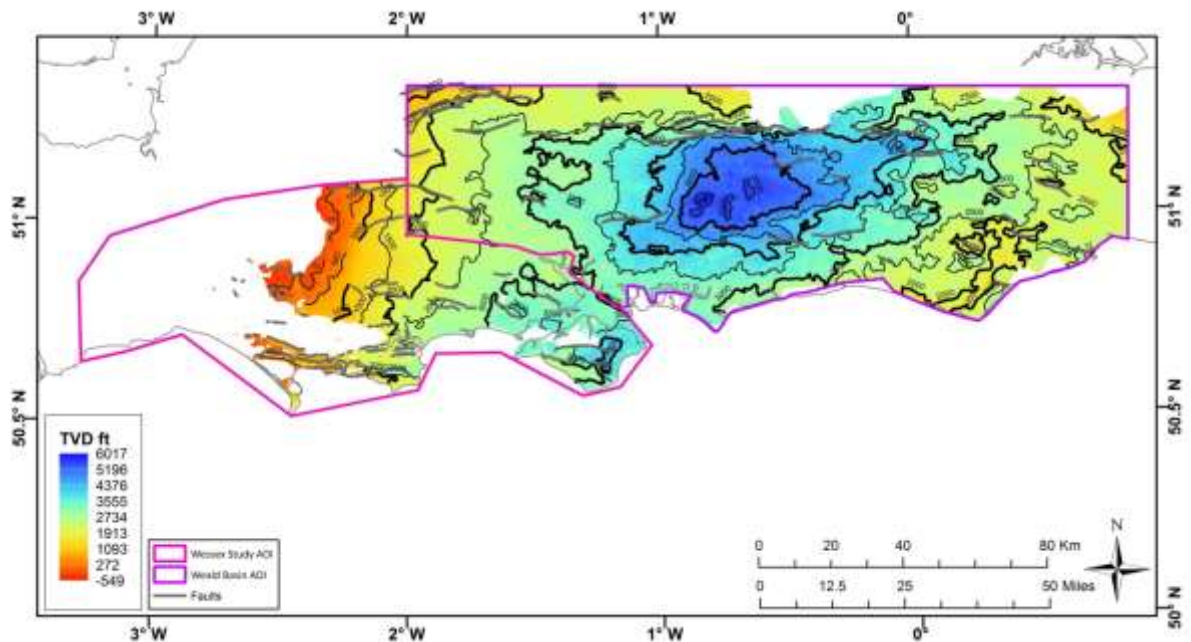 3° W 2° W 1° W 0°
51° N 51° N
50.5° N 50.5° N
TVD ft
6017
5196
4376
3555
2734
1913
1093
272
-549
Wessex Study AOI
Weald Basin AOI
Faults
N
0 20 40 80 Km
0 12.5 25 50 Miles
50° N
3° W 2° W 1° W 0°